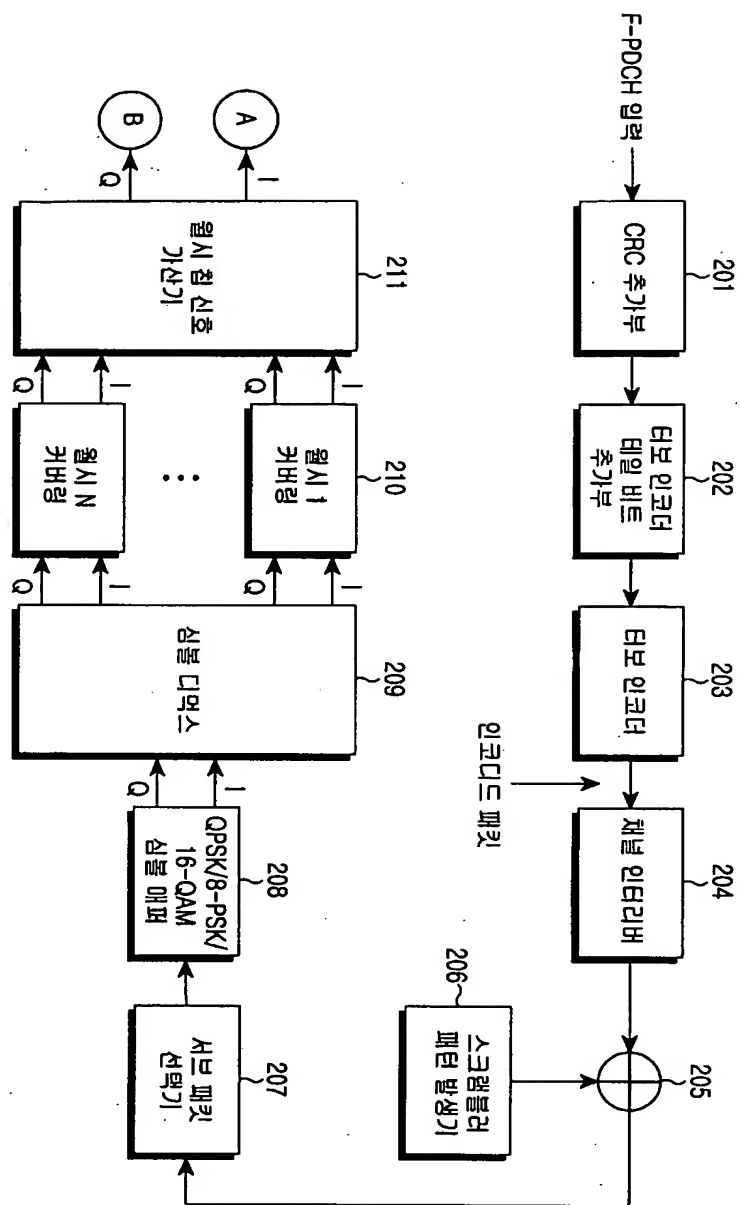 F-PDCH 입력
201
CRC 추가부
202
터보 인코더
테일 비트
추가부
203
터보 인코더
인코디드 패킷
204
채널 인터리버
205
206
스크램블러
패턴 발생기
207
서브 패킷
선택기
208
QPSK/8-PSK/
16-QAM
심볼 매퍼
I
Q
209
심볼 디먹스
I
Q
I
Q
210
월시 1
커버링
...
월시 N
커버링
I
Q
I
Q
211
월시 칩 신호
가산기
I
Q
A
B